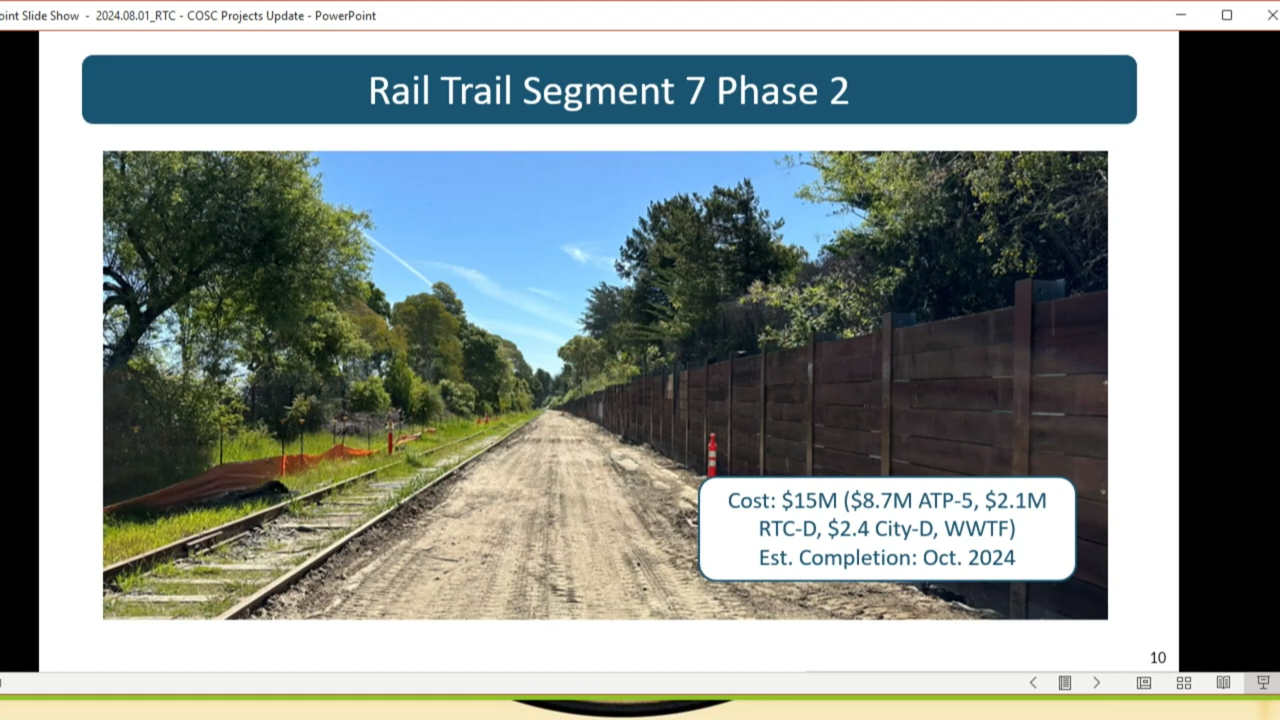 oint Slide Show - 2024.08.01_RTC - COSC Projects Update - PowerPoint
Rail Trail Segment 7 Phase 2
Cost: $15M ($8.7M ATP-5, $2.1M
RTC-D, $2.4 City-D, WWTF)
Est. Completion: Oct. 2024
10